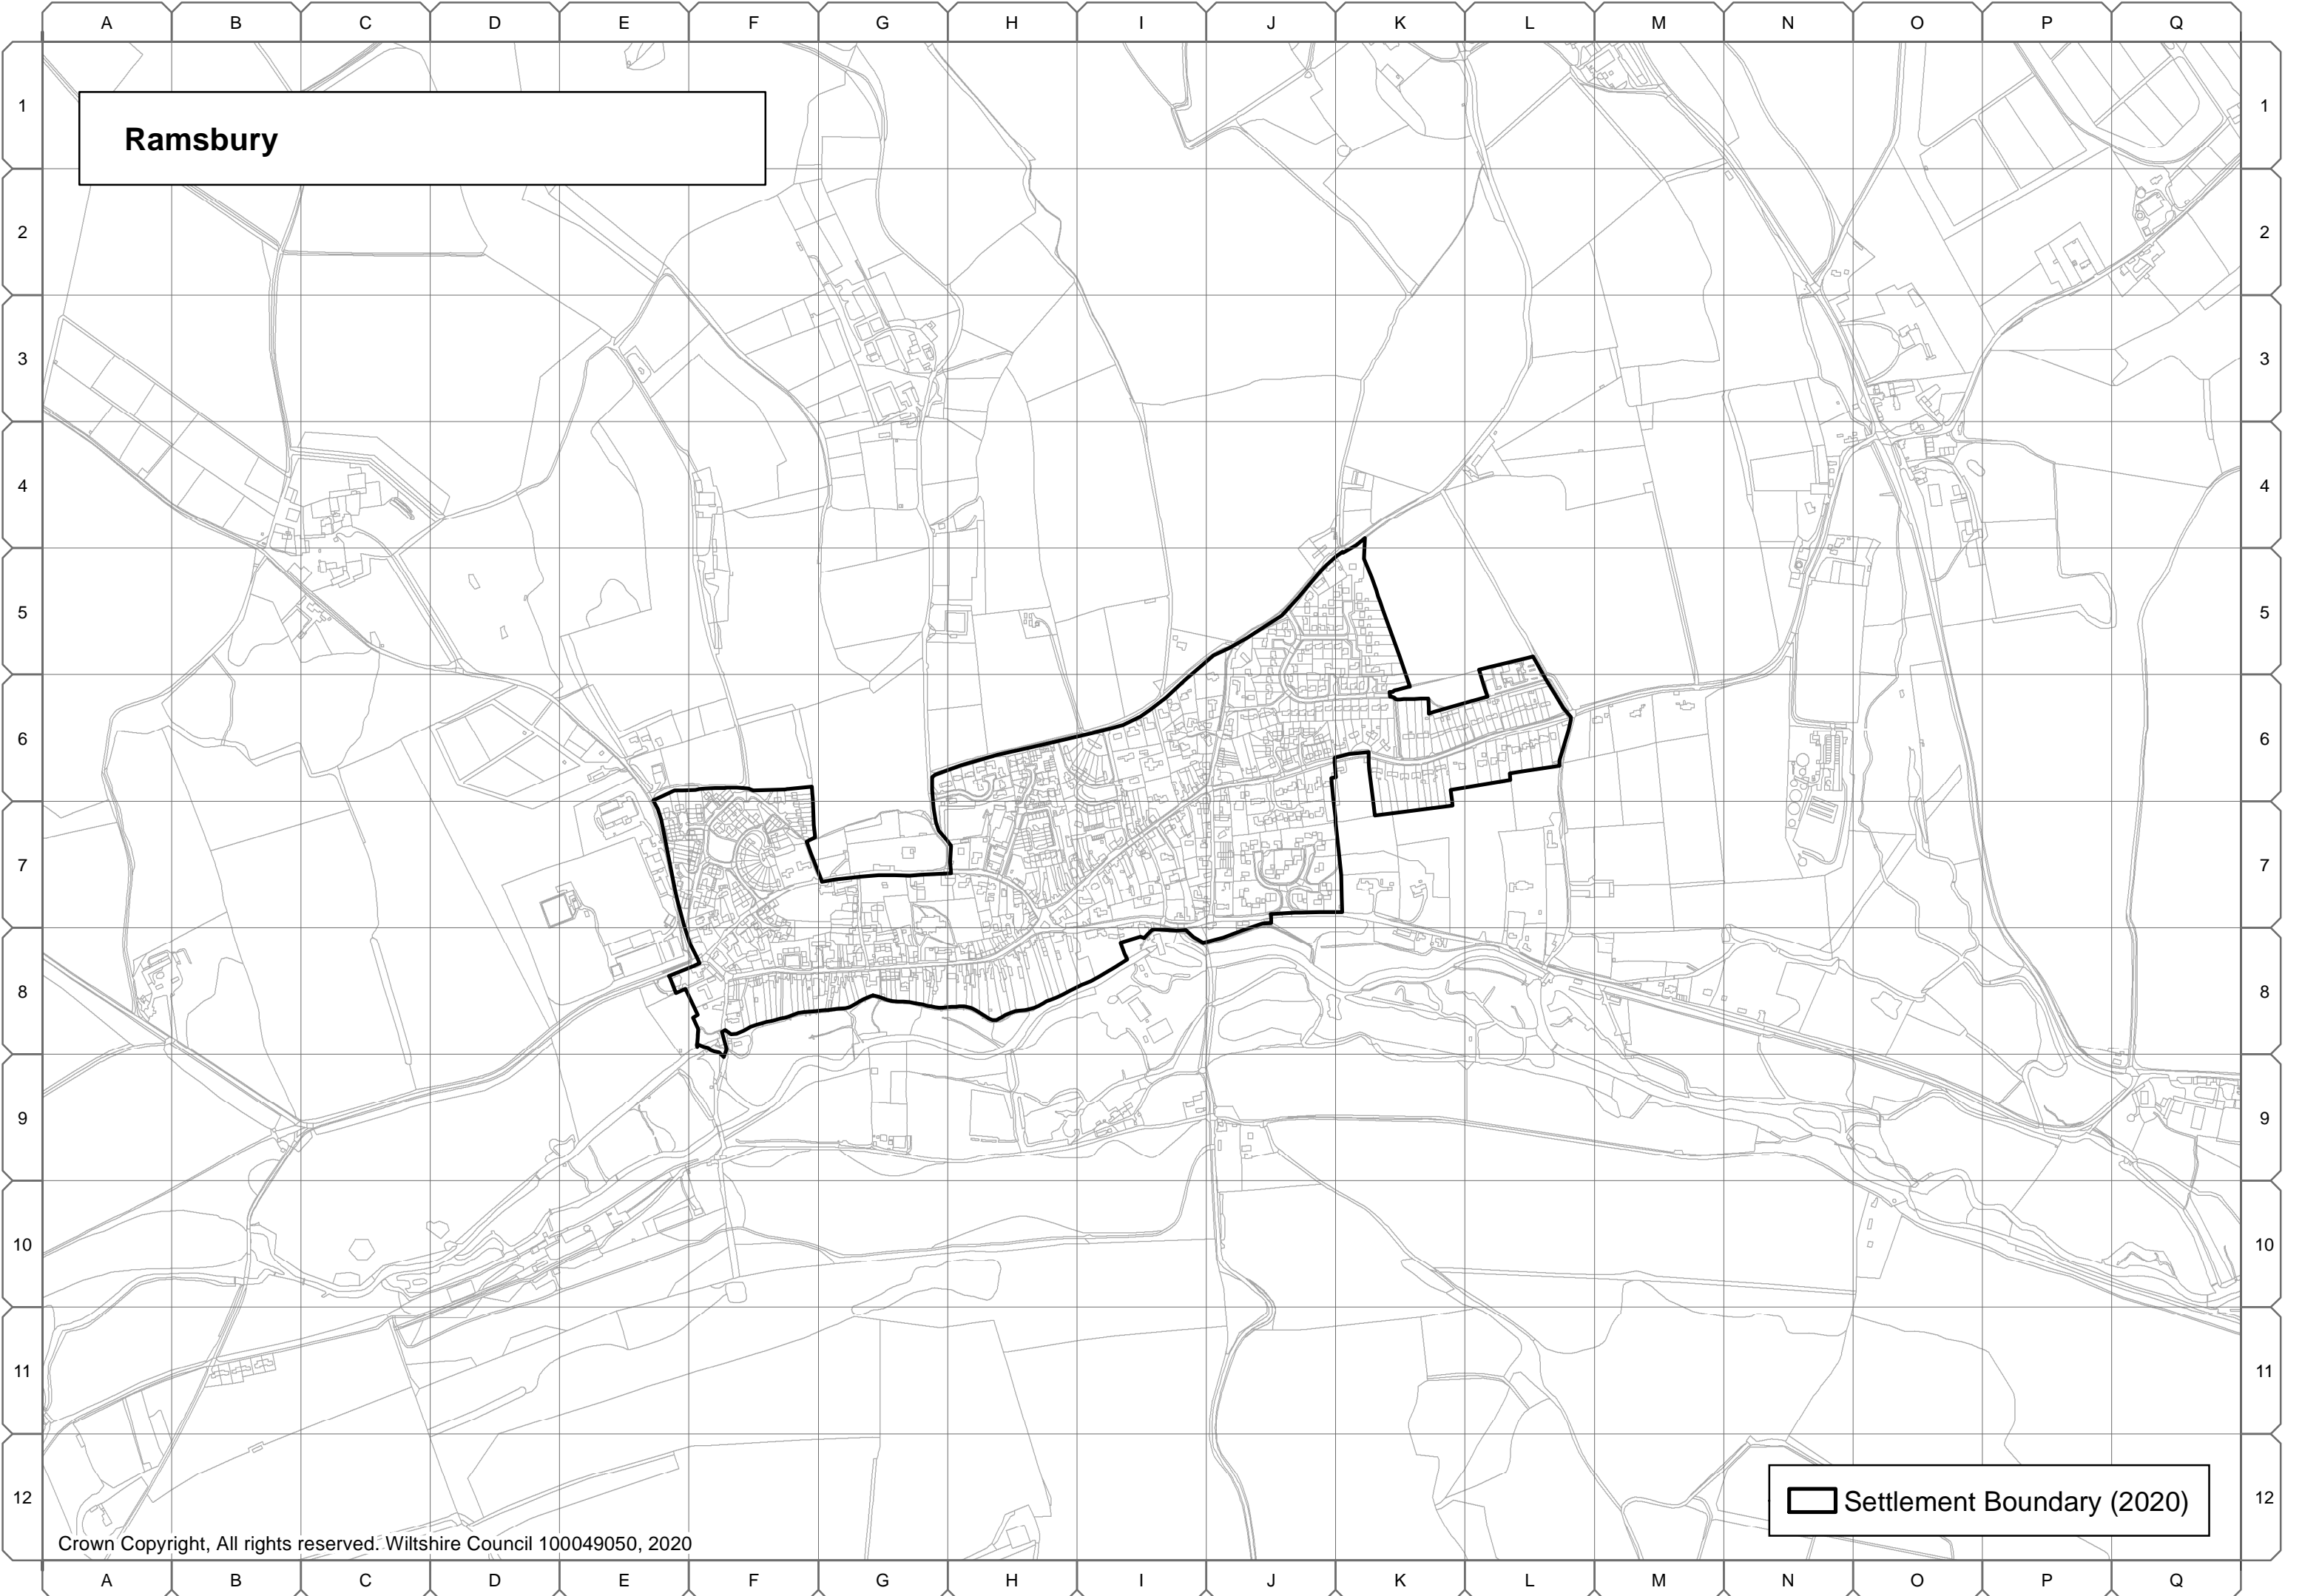 A B C D E F G H I J K L M N O P Q
1 1
Ramsbury
2 2
3 3
4 4
5 5
6 6
7 7
8 8
9 9
10 10
11 11
12 12
Settlement Boundary (2020)
Crown Copyright, All rights reserved. Wiltshire Council 100049050, 2020
A B C D E F G H I J K L M N O P Q